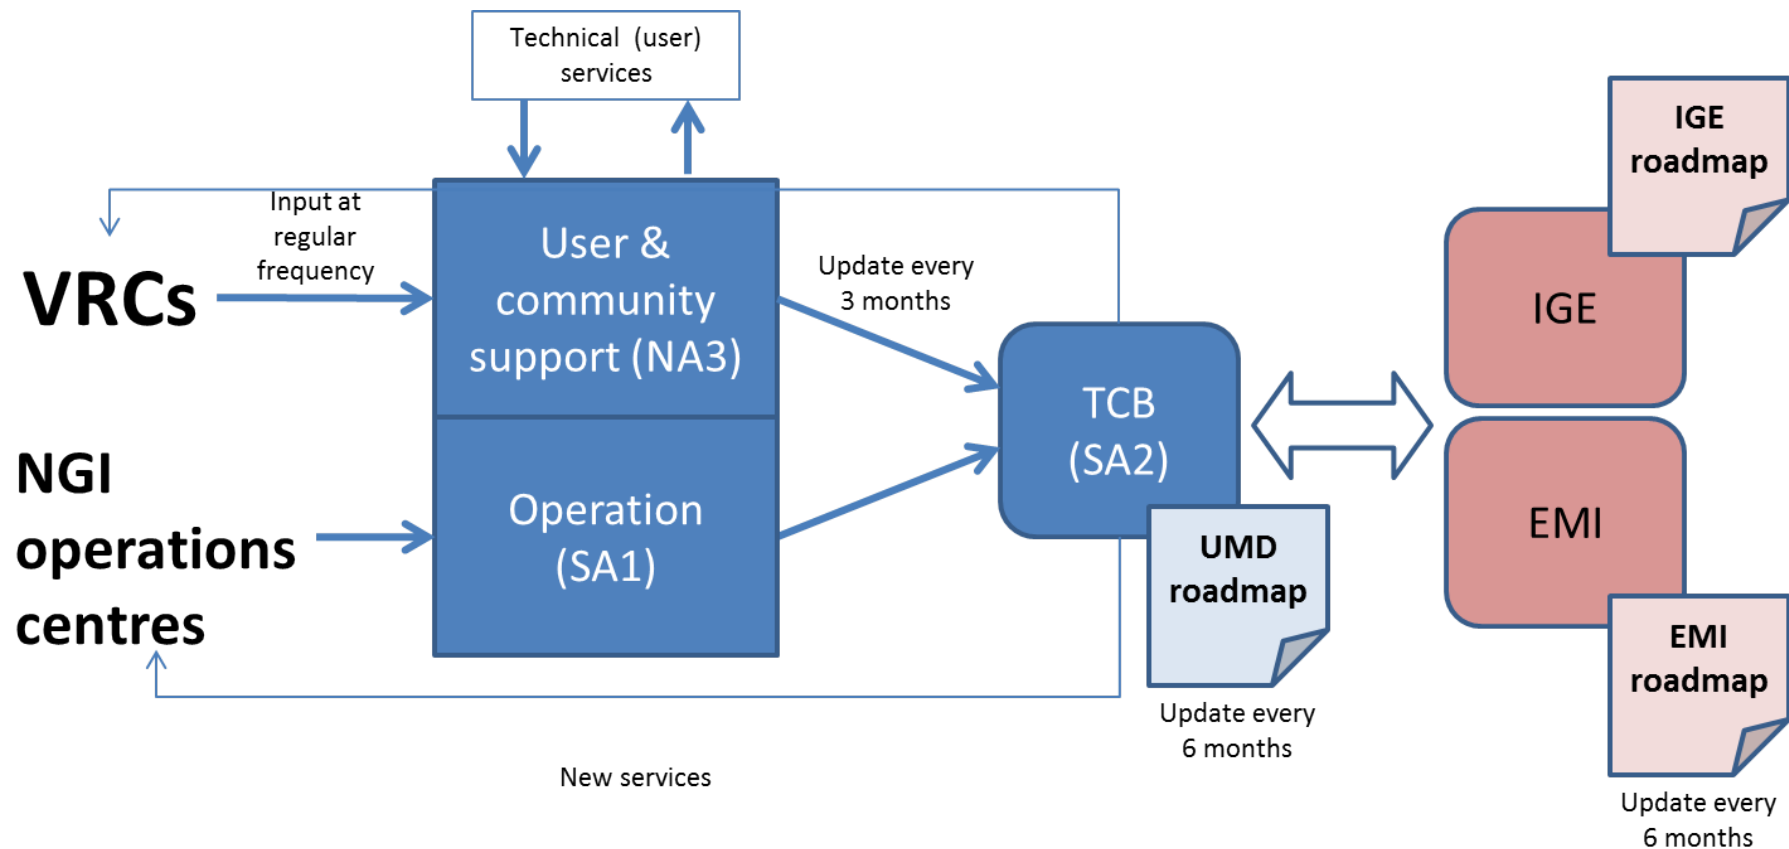 Technical (user)
services
IGE
roadmap
Input at
regular
frequency
User &
community
support (NA3)
Update every
3 months
VRCs
IGE
TCB
(SA2)
NGI
operations
centres
Operation
(SA1)
EMI
UMD
roadmap
EMI
roadmap
Update every
6 months
New services
Update every
6 months